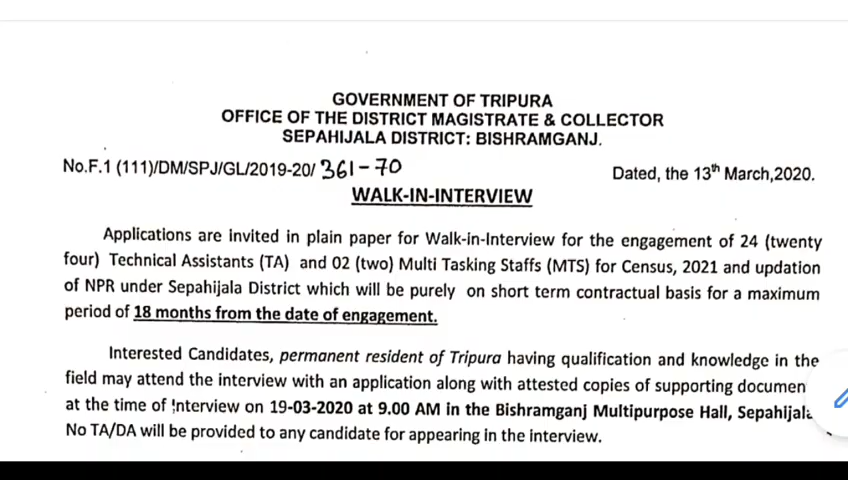 GOVERNMENT OF TRIPURA
OFFICE OF THE DISTRICT MAGISTRATE & COLLECTOR
SEPAHIJALA DISTRICT: BISHRAMGANJ.
No.F.1 (111)/DM/SPJ/GL/2019-20/ 361-70 Dated, the 13th March,2020.
WALK-IN-INTERVIEW
Applications are invited in plain paper for Walk-in-Interview for the engagement of 24 (twenty
four) Technical Assistants (TA) and 02 (two) Multi Tasking Staffs (MTS) for Census, 2021 and updation
of NPR under Sepahijala District which will be purely on short term contractual basis for a maximum
period of 18 months from the date of engagement.
Interested Candidates, permanent resident of Tripura having qualification and knowledge in the
field may attend the interview with an application along with attested copies of supporting documen
at the time of Interview on 19-03-2020 at 9.00 AM in the Bishramganj Multipurpose Hall, Sepahijala
No TA/DA will be provided to any candidate for appearing in the interview.